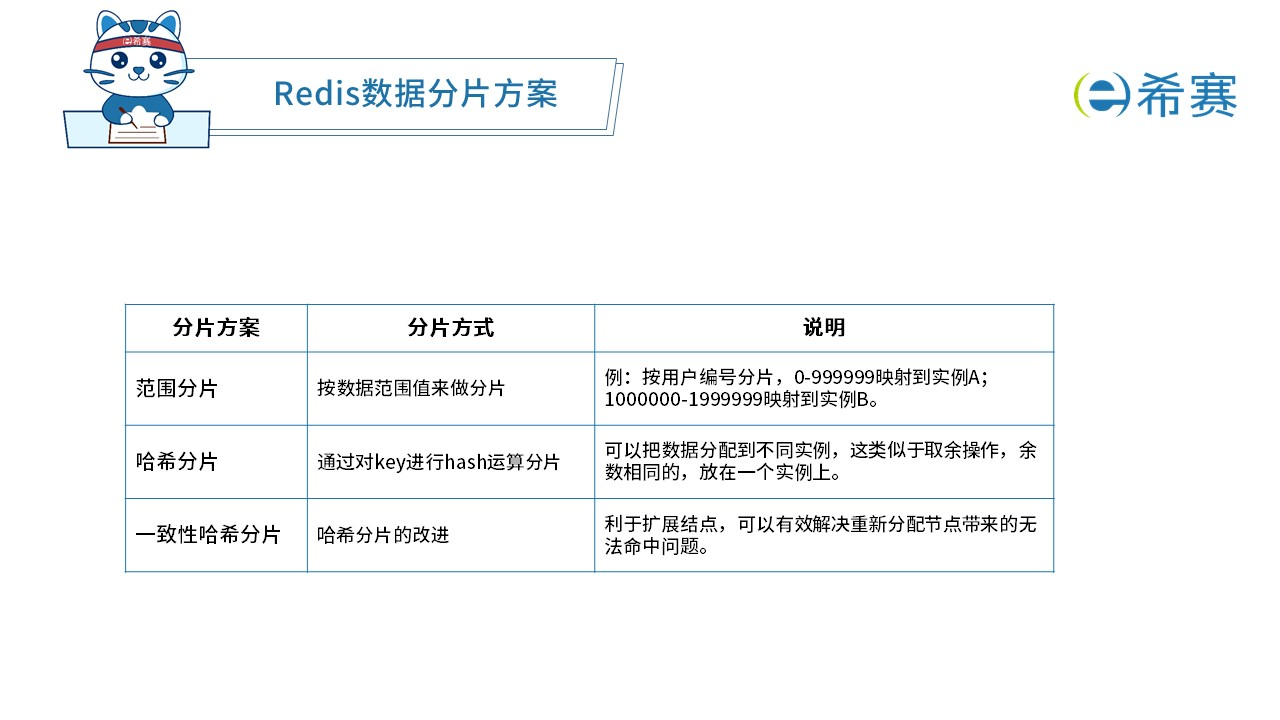 希赛
Redis数据分片方案
希赛
分片方案
分片方式
说明
范围分片
按数据范围值来做分片
例：按用户编号分片，0-999999映射到实例A；
1000000-1999999映射到实例B。
哈希分片
通过对key进行hash运算分片
可以把数据分配到不同实例，这类似于取余操作，余
数相同的，放在一个实例上。
一致性哈希分片
哈希分片的改进
利于扩展结点，可以有效解决重新分配节点带来的无
法命中问题。